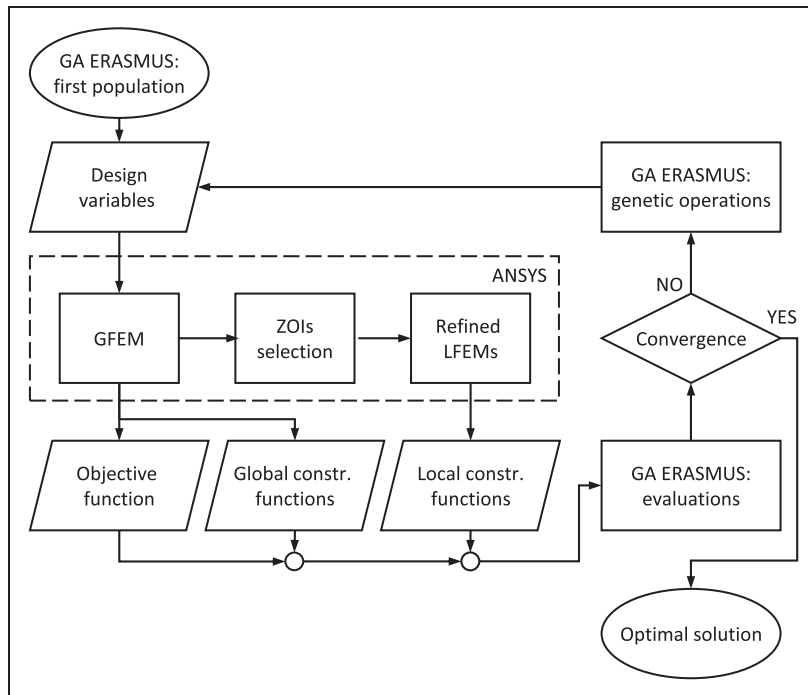 GA ERASMUS:
first population
Design
variables
GA ERASMUS:
genetic operations
ANSYS
GFEM
ZOIs
selection
Refined
LFEMs
NO
YES
Convergence
Objective
function
Global constr.
functions
Local constr.
functions
GA ERASMUS:
evaluations
Optimal solution